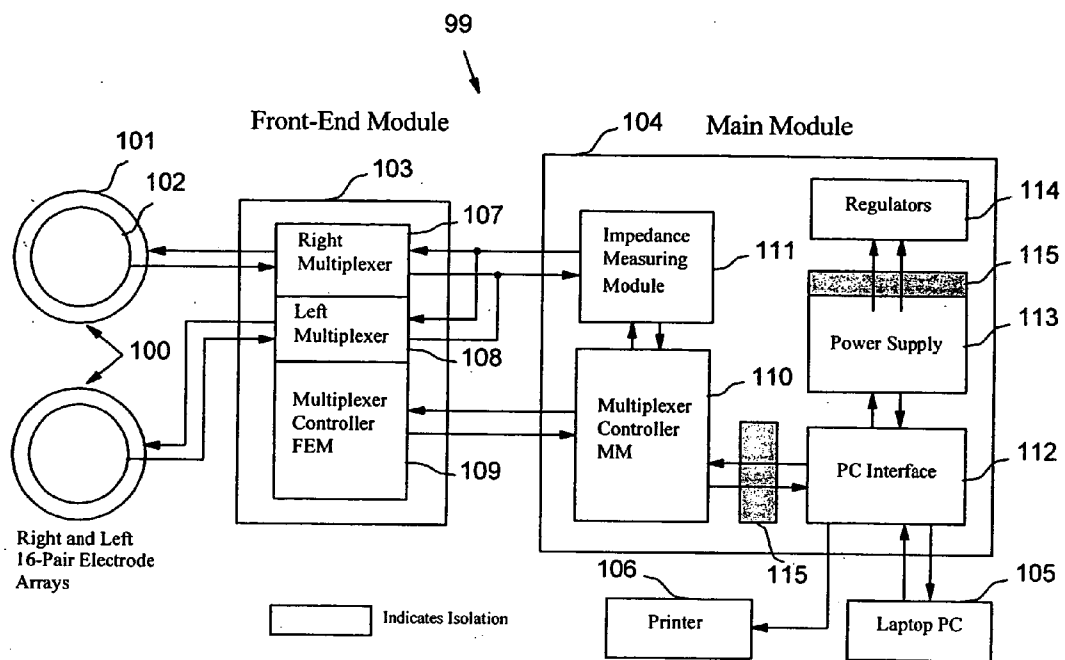 99
Front-End Module
Main Module
101
102
103
104
107
Right
Multiplexer
Impedance
Measuring
Module
111
Regulators
114
115
Left
Multiplexer
108
100
Power Supply
113
Multiplexer
Controller
FEM
109
Multiplexer
Controller
MM
110
PC Interface
112
115
Right and Left
16-Pair Electrode
Arrays
Indicates Isolation
106
Printer
105
Laptop PC